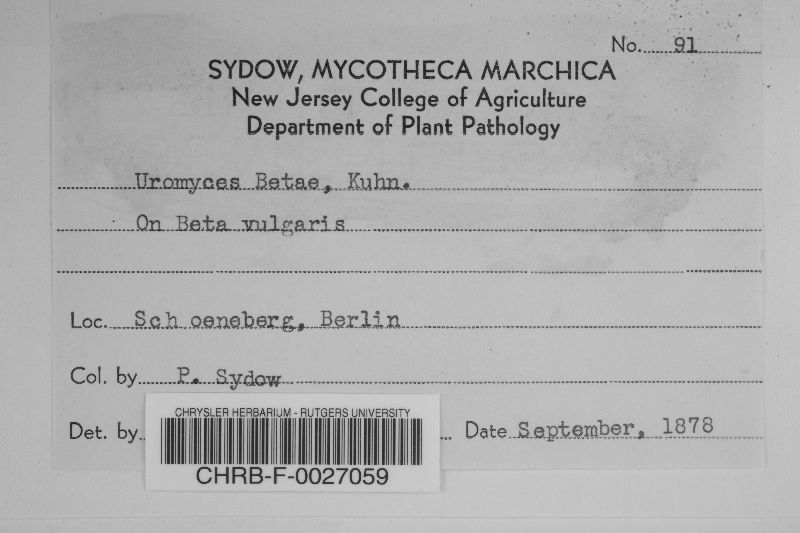 No. 91
SYDOW, MYCOTHECA MARCHICA
New Jersey College of Agriculture
Department of Plant Pathology
Uromyces Betae, Kuhn.
On Beta vulgaris
Loc. Schoeneberg, Berlin
Col. by P. Sydow
Det. by
Date September, 1878
CHRYSLER HERBARIUM - RUTGERS UNIVERSITY
CHRB-F-0027059